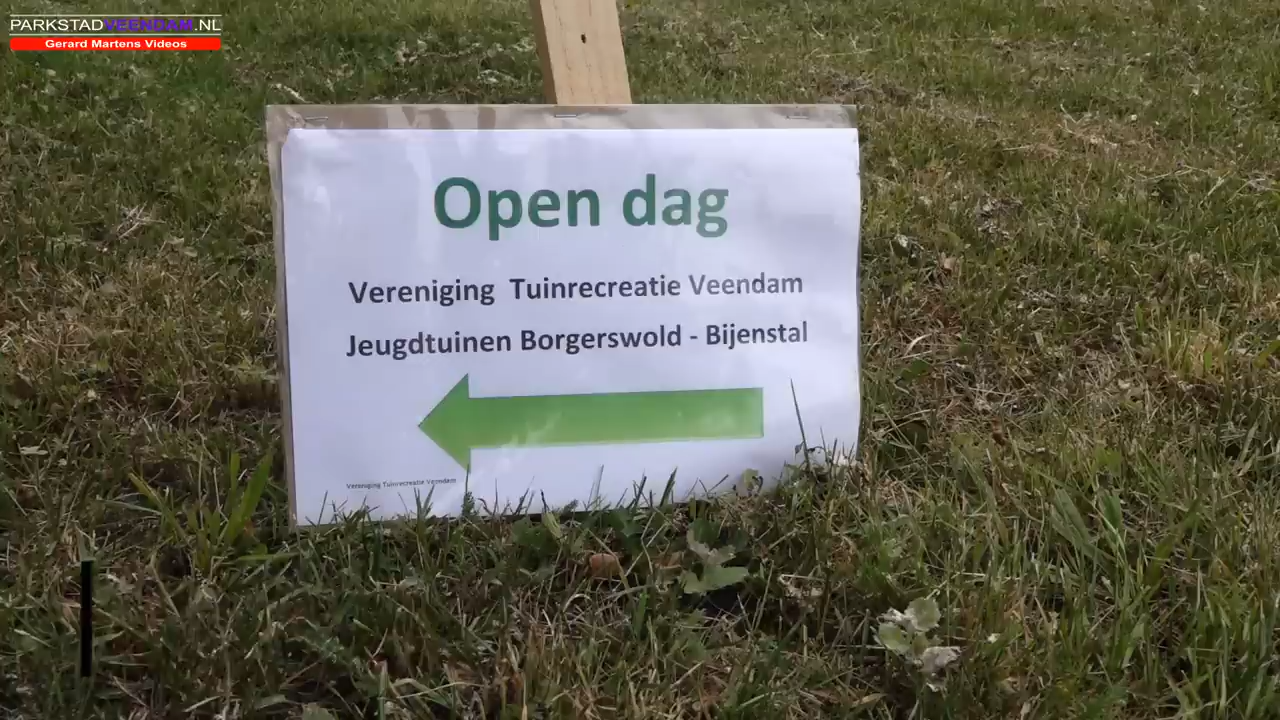 PARKSTADVEENDAM.NL
Gerard Martens Videos
Open dag
Vereniging Tuinrecreatie Veendam
Jeugdtuinen Borgerswold - Bijenstal
Vereniging Tuinrecreatie Veendam